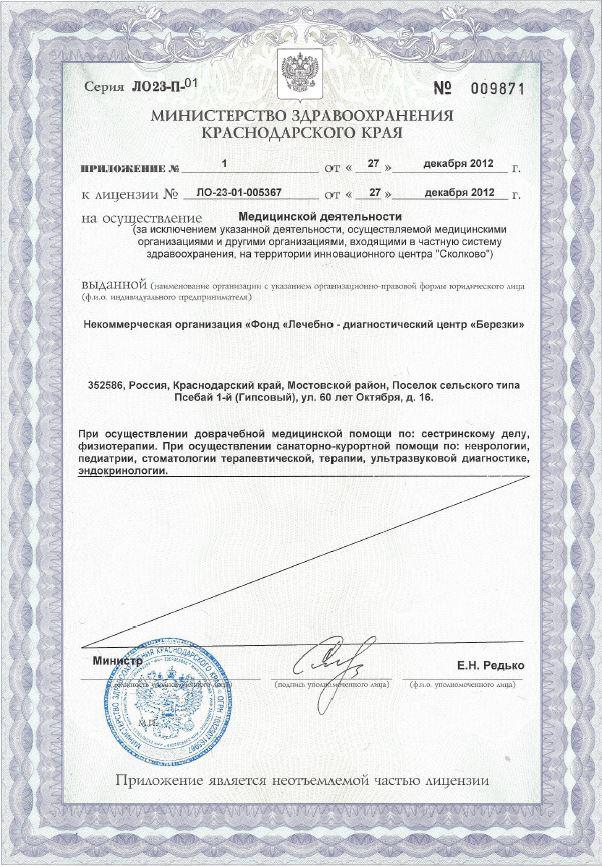 Серия ЛО23-П-01
№ 009871
МИНИСТЕРСТВО ЗДРАВООХРАНЕНИЯ
КРАСНОДАРСКОГО КРАЯ
ПРИЛОЖЕНИЕ № 1 от « 27 » декабря 2012 г.
к лицензии № ЛО-23-01-005367 от « 27 » декабря 2012 г.
на осуществление Медицинской деятельности
(за исключением указанной деятельности, осуществляемой медицинскими
организациями и другими организациями, входящими в частную систему
здравоохранения, на территории инновационного центра "Сколково")
выданной (наименование организации с указанием организационно-правовой формы юридического лица
(ф.и.о. индивидуального предпринимателя)
Некоммерческая организация «Фонд «Лечебно - диагностический центр «Березки»
352586, Россия, Краснодарский край, Мостовской район, Поселок сельского типа
Псебай 1-й (Гипсовый), ул. 60 лет Октября, д. 16.
При осуществлении доврачебной медицинской помощи по: сестринскому делу,
физиотерапии. При осуществлении санаторно-курортной помощи по: неврологии,
педиатрии, стоматологии терапевтической, терапии, ультразвуковой диагностике,
эндокринологии.
Министр
Е.Н. Редько
(должность уполномоченного лица)
(подпись уполномоченного лица)
(ф.и.о. уполномоченного лица)
МИНИСТЕРСТВО ЗДРАВООХРАНЕНИЯ КРАСНОДАРСКОГО КРАЯ
М.П.
Приложение является неотъемлемой частью лицензии